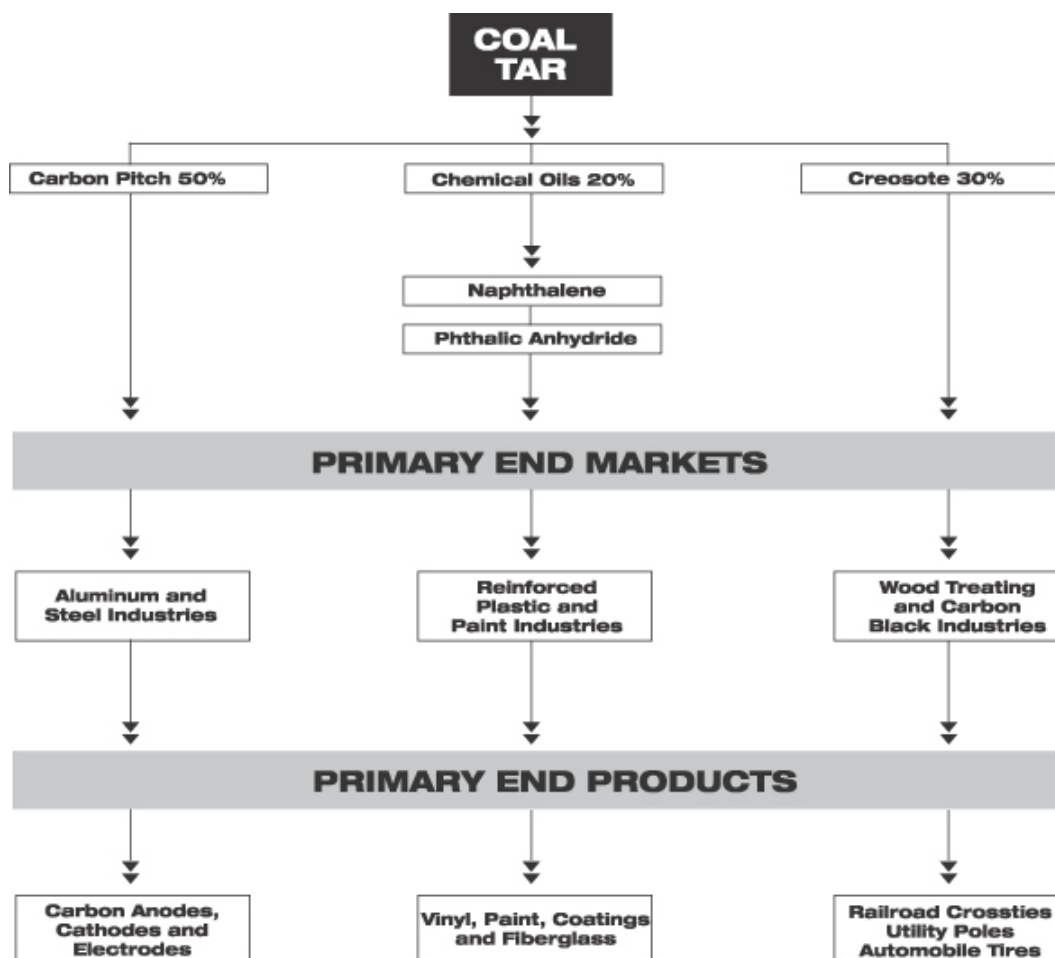 COAL
TAR
Carbon Pitch 50%
Chemical Oils 20%
Creosote 30%
Naphthalene
Phthalic Anhydride
PRIMARY END MARKETS
Aluminum and
Steel Industries
Reinforced
Plastic and
Paint Industries
Wood Treating
and Carbon
Black Industries
PRIMARY END PRODUCTS
Carbon Anodes,
Cathodes and
Electrodes
Vinyl, Paint, Coatings
and Fiberglass
Railroad Crossties
Utility Poles
Automobile Tires